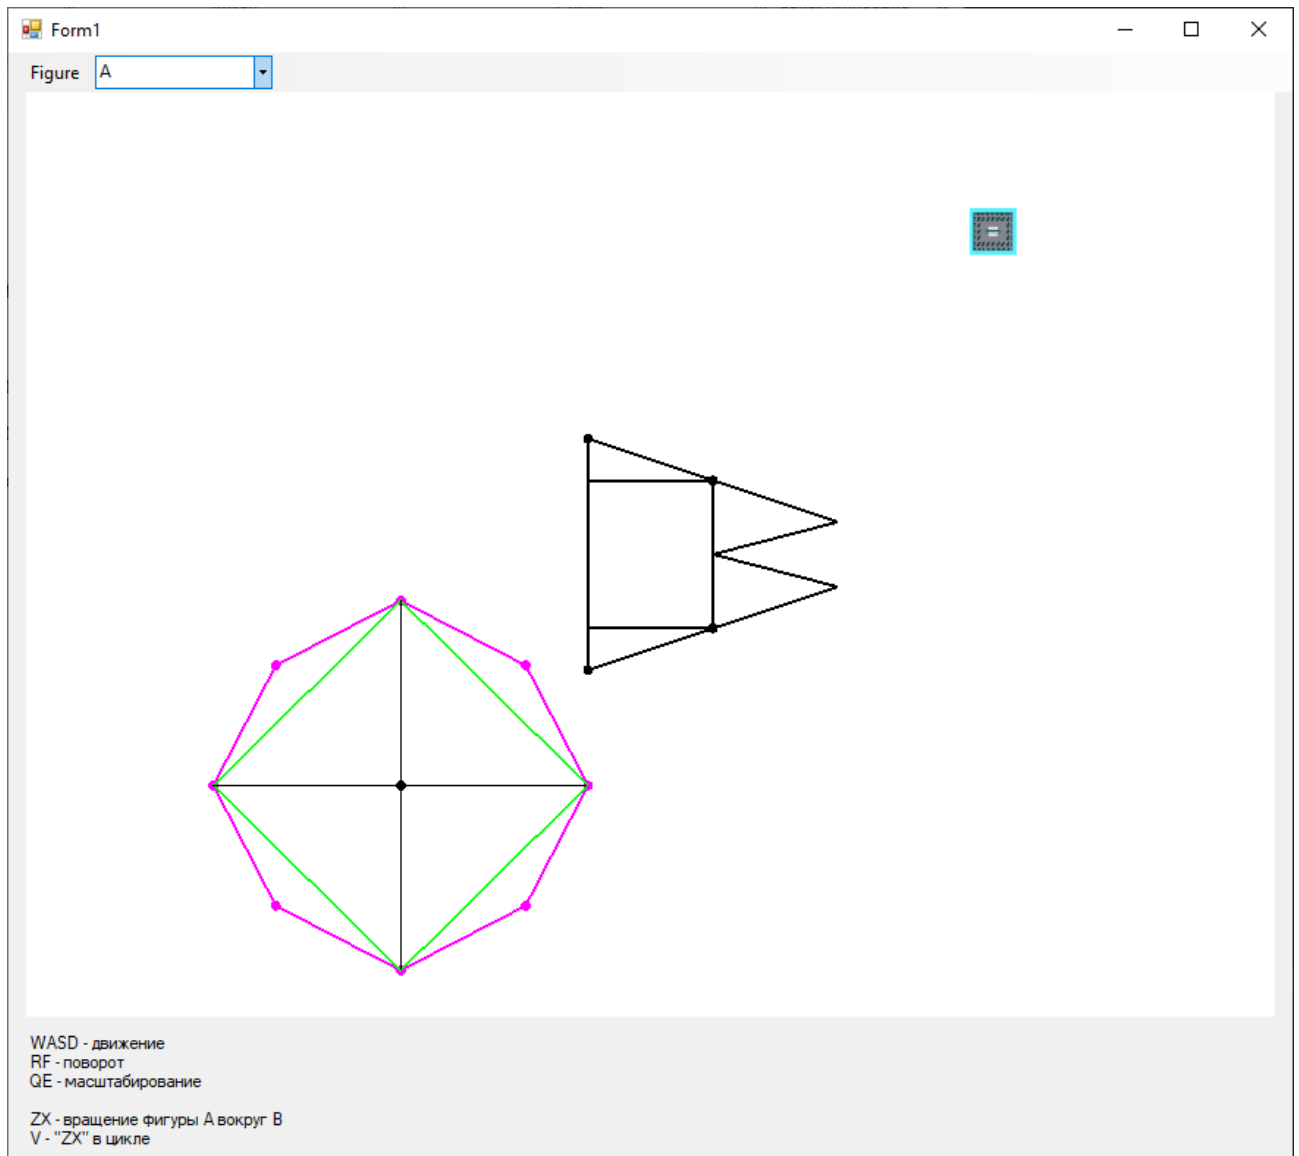 Form1
Figure A
WASD - движение
RF - поворот
QE - масштабирование
ZX - вращение фигуры А вокруг В
V - "ZX" в цикле